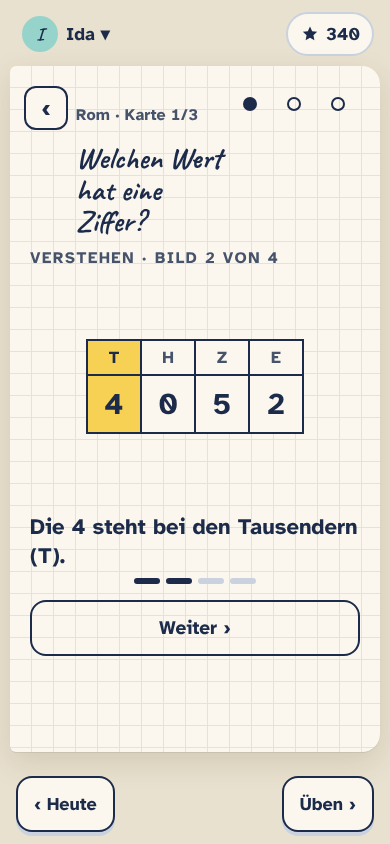 I Ida ▾ ★ 340
‹ Rom · Karte 1/3
Welchen Wert
hat eine
Ziffer?
VERSTEHEN · BILD 2 VON 4
T H Z E
4 0 5 2
Die 4 steht bei den Tausendern
(T).
Weiter ›
‹ Heute Üben ›